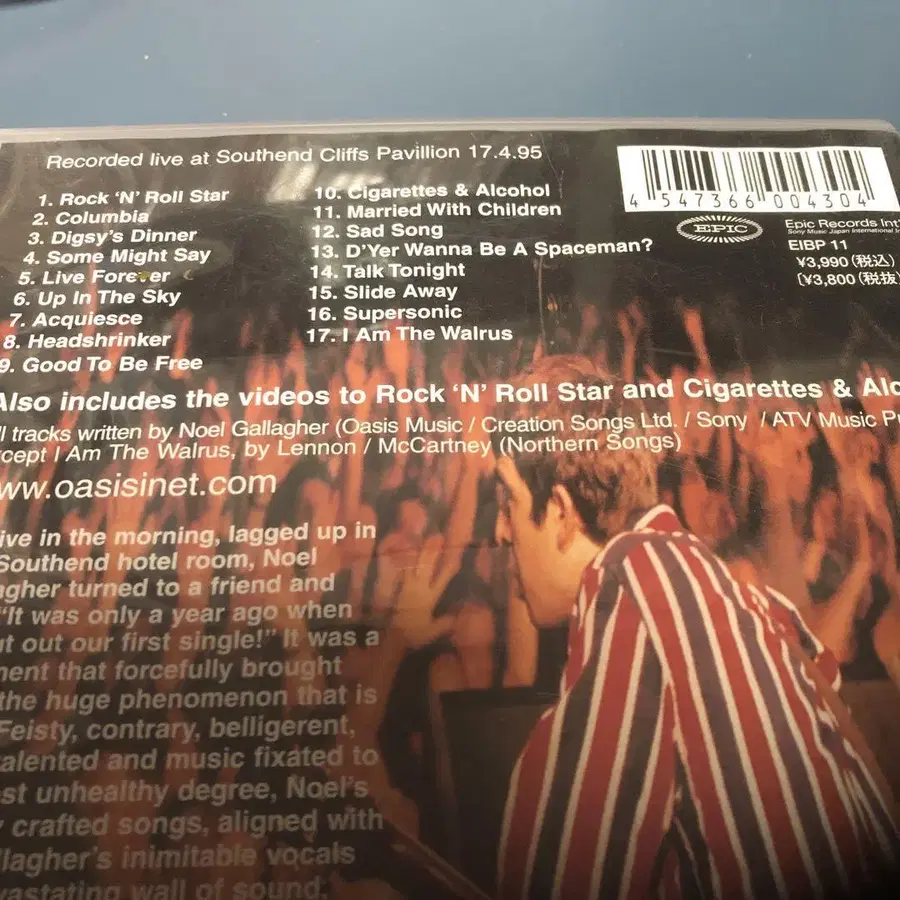 Recorded live at Southend Cliffs Pavillion 17.4.95
1. Rock ‘N’ Roll Star
2. Columbia
3. Digsy's Dinner
4. Some Might Say
5. Live Forever
6. Up In The Sky
7. Acquiesce
8. Headshrinker
9. Good To Be Free
10. Cigarettes & Alcohol
11. Married With Children
12. Sad Song
13. D'Yer Wanna Be A Spaceman?
14. Talk Tonight
15. Slide Away
16. Supersonic
17. I Am The Walrus
4 547366 004304
EPIC
Epic Records Int'
Sony Music Japan International
EIBP 11
¥3,990 (税込)
[¥3,800 (税抜)
Also includes the videos to Rock ‘N’ Roll Star and Cigarettes & Alc
ll tracks written by Noel Gallagher (Oasis Music / Creation Songs Ltd. / Sony / ATV Music P
cept I Am The Walrus, by Lennon / McCartney (Northern Songs)
ww.oasisinet.com
ive in the morning, lagged up in
Southend hotel room, Noel
agher turned to a friend and
“It was only a year ago when
ut out our first single!” It was a
ment that forcefully brought
the huge phenomenon that is
Feisty, contrary, belligerent,
alented and music fixated to
st unhealthy degree, Noel's
crafted songs, aligned with
llagher's inimitable vocals
vastating wall of sound,